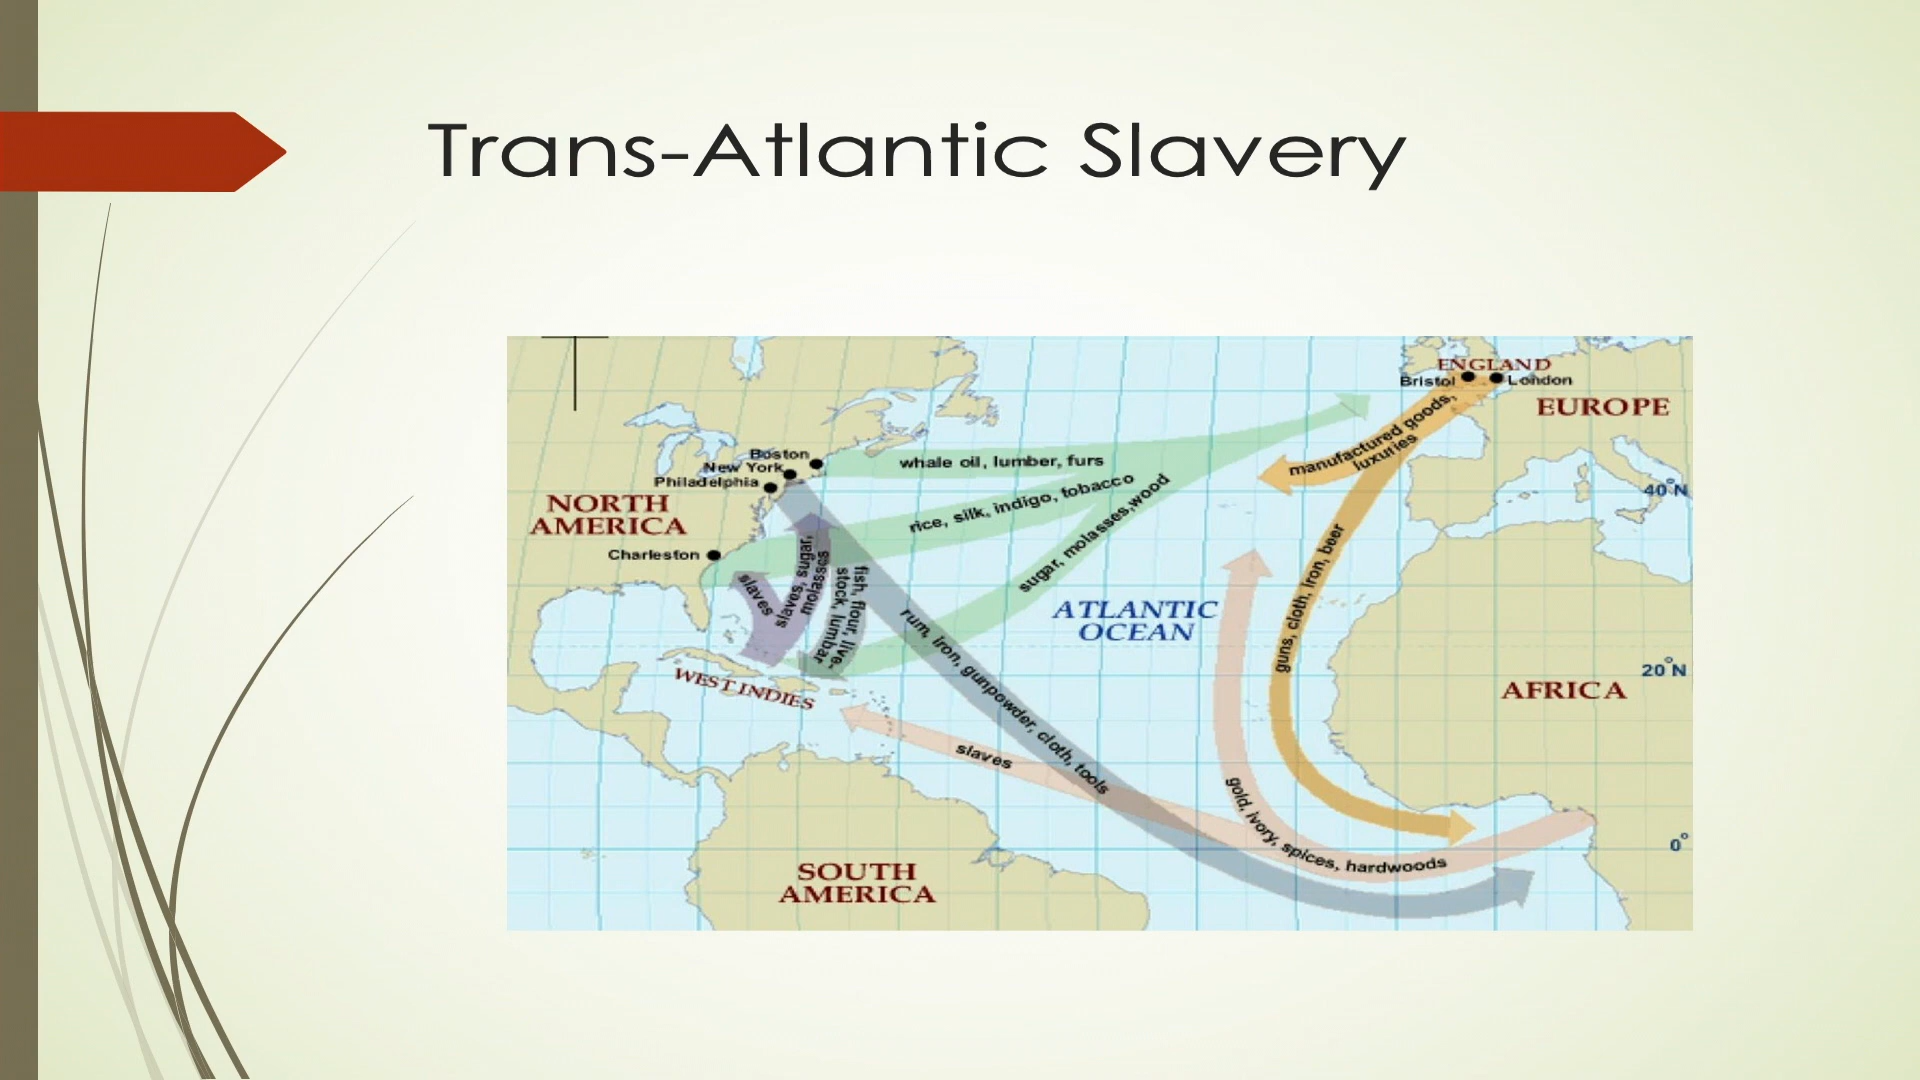 Trans-Atlantic Slavery
ENGLAND
Bristol
London
EUROPE
manufactured goods,
luxuries
Boston
New York
Philadelphia
whale oil, lumber, furs
rice, silk, indigo, tobacco
sugar, molasses,wood
40°N
NORTH
AMERICA
Charleston
slaves
slaves, sugar,
molasses
fish, flour, live-
stock, lumbar
guns, cloth, iron, beer
ATLANTIC
OCEAN
rum, iron, gunpowder, cloth, tools
WEST INDIES
20°N
AFRICA
slaves
gold, ivory, spices, hardwoods
0°
SOUTH
AMERICA